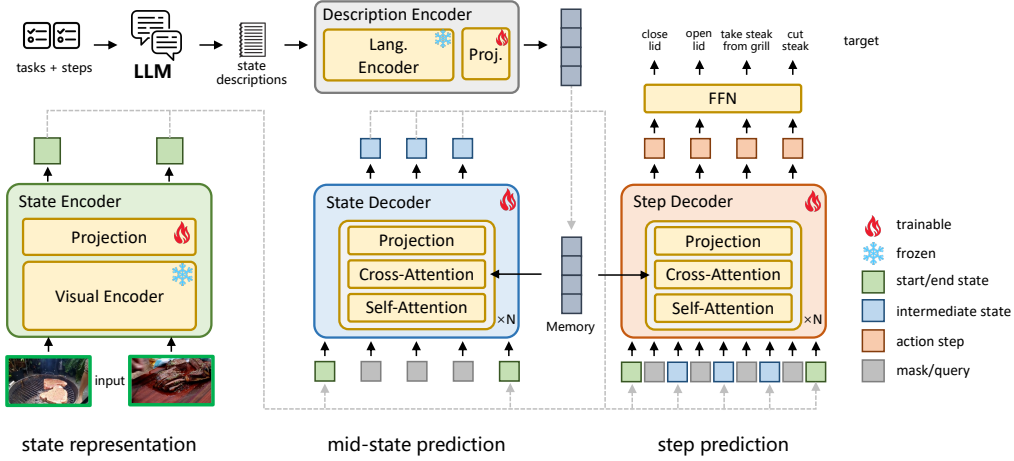 tasks + steps
LLM
state
descriptions
Description Encoder
Lang.
Encoder
Proj.
close
lid
open
lid
take steak
from grill
cut
steak
target
FFN
State Encoder
Projection
Visual Encoder
input
State Decoder
Projection
Cross-Attention
Self-Attention
×N
Memory
Step Decoder
Projection
Cross-Attention
Self-Attention
×N
trainable
frozen
start/end state
intermediate state
action step
mask/query
state representation
mid-state prediction
step prediction